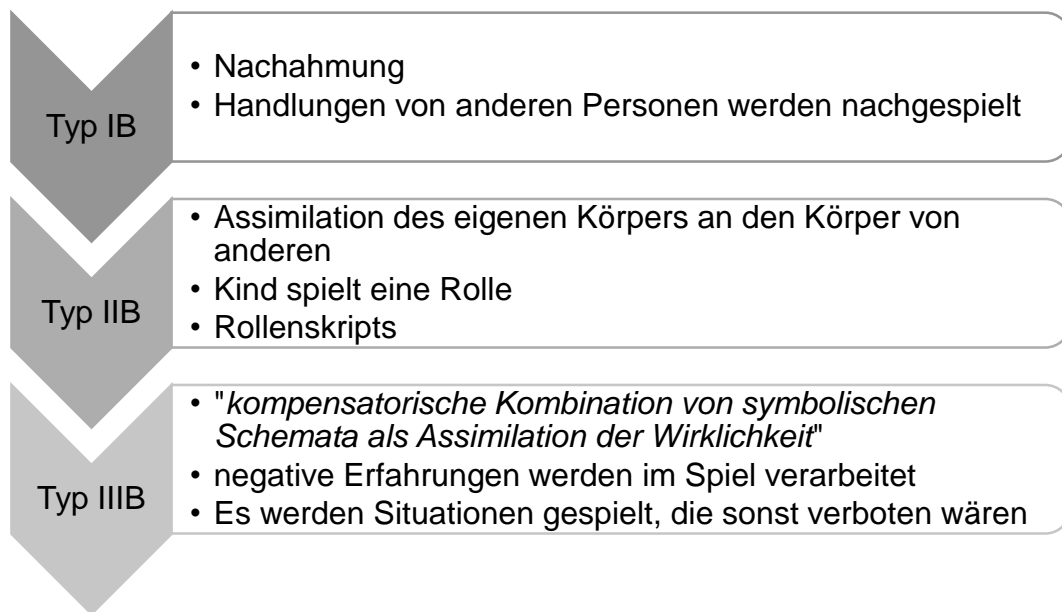 Typ IB
• Nachahmung
• Handlungen von anderen Personen werden nachgespielt
Typ IIB
• Assimilation des eigenen Körpers an den Körper von
anderen
• Kind spielt eine Rolle
• Rollenskripts
Typ IIIB
• "kompensatorische Kombination von symbolischen
Schemata als Assimilation der Wirklichkeit"
• negative Erfahrungen werden im Spiel verarbeitet
• Es werden Situationen gespielt, die sonst verboten wären